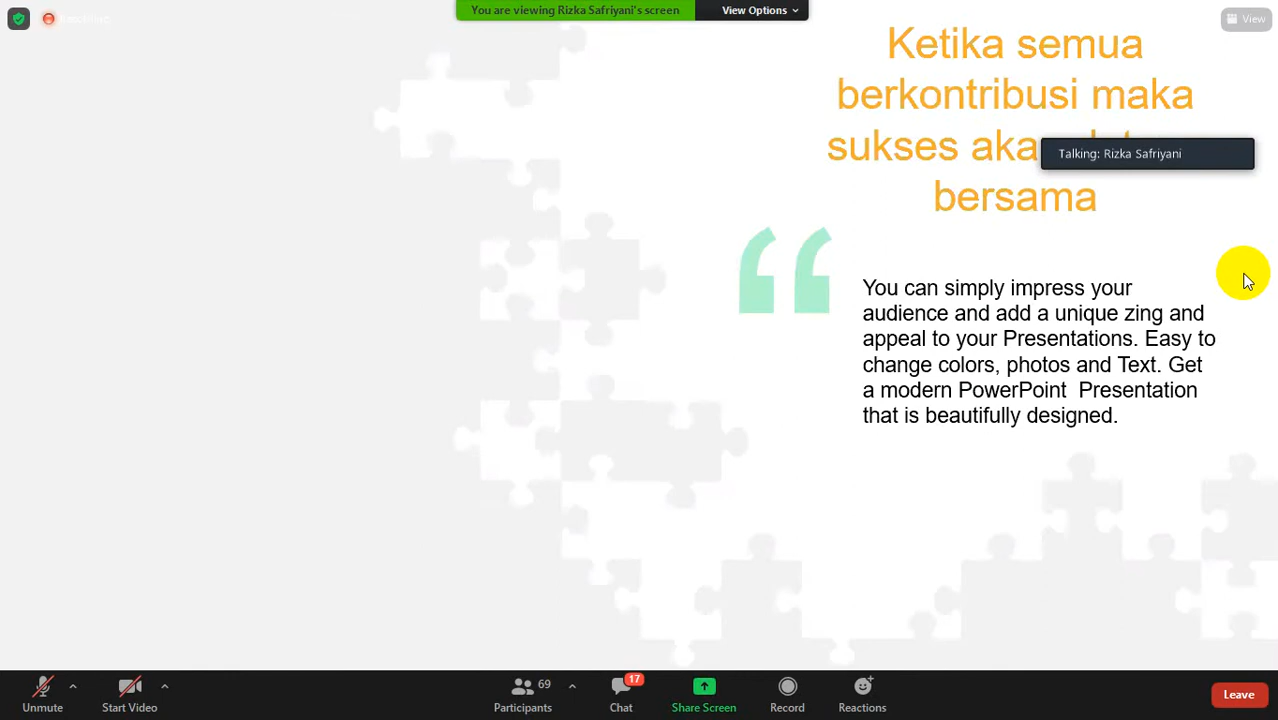 You are viewing Rizka Safriyani's screen
View Options
View
Ketika semua
berkontribusi maka
sukses
bersama
Talking: Rizka Safriyani
You can simply impress your
audience and add a unique zing and
appeal to your Presentations. Easy to
change colors, photos and Text. Get
a modern PowerPoint Presentation
that is beautifully designed.
69
17
Unmute
Start Video
Participants
Chat
Share Screen
Record
Reactions
Leave